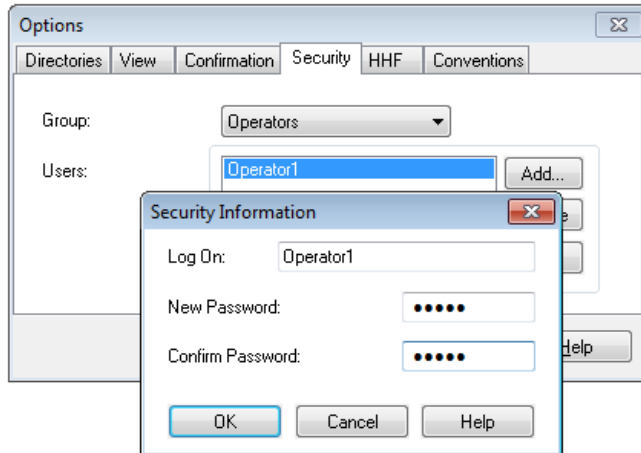 Options
Directories View Confirmation Security HHF Conventions
Group: Operators
Users: Operator1 Add...
Security Information
Log On: Operator1
New Password: •••••
Confirm Password: •••••
Help
OK Cancel Help